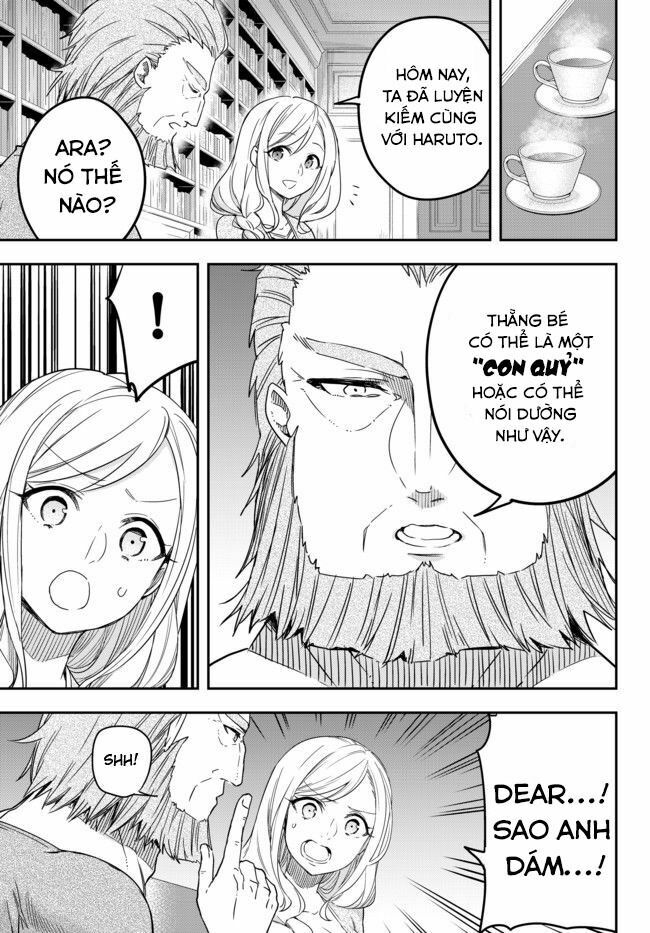 HÔM NAY,
TA ĐÃ LUYỆN
KIẾM CÙNG
VỚI HARUTO.
ARA?
NÓ THẾ
NÀO?
THẰNG BÉ
CÓ THỂ LÀ MỘT
"CON QUỶ"
HOẶC CÓ THỂ
NÓI DƯỜNG
NHƯ VẬY.
!
DEAR...!
SAO ANH
DÁM...!
SHH!